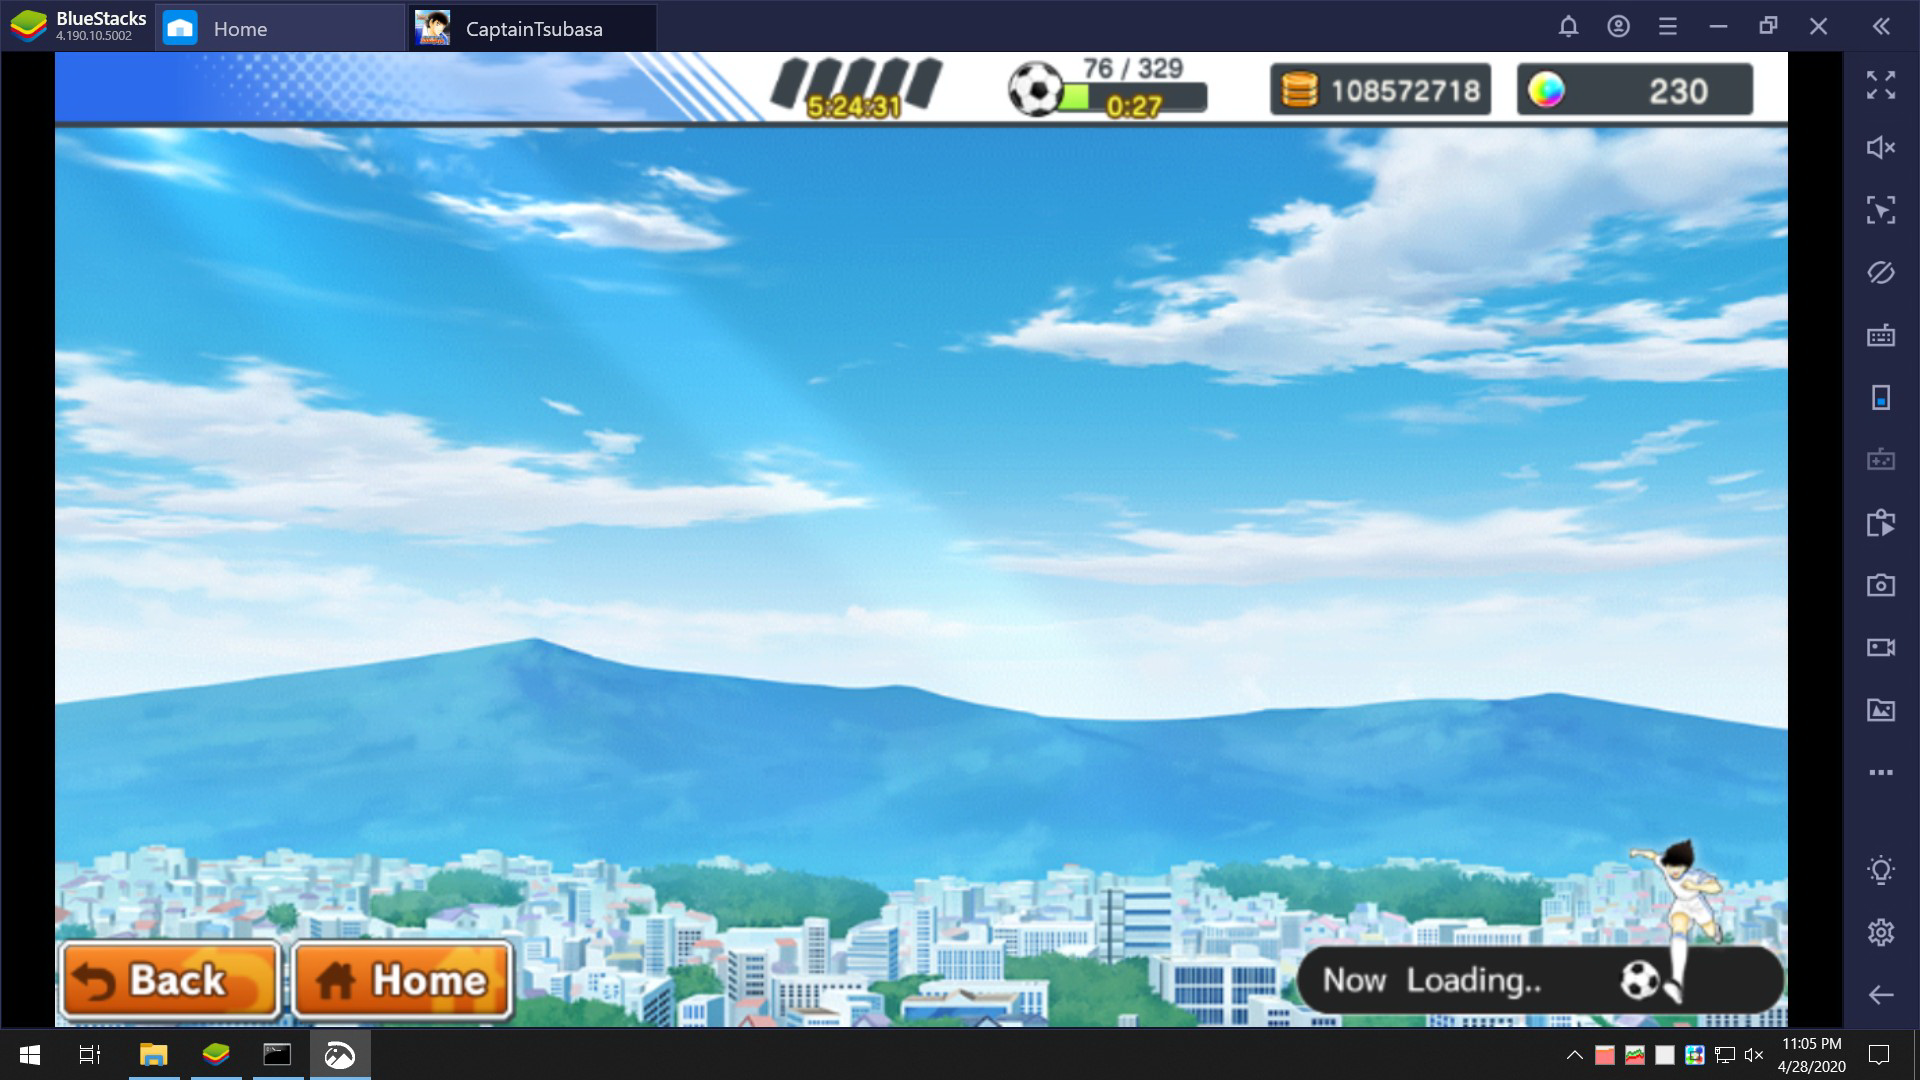 BlueStacks
4.190.10.5002
Home
CaptainTsubasa
5:24:31
76 / 329
0:27
108572718
230
Back
Home
Now Loading..
11:05 PM
4/28/2020